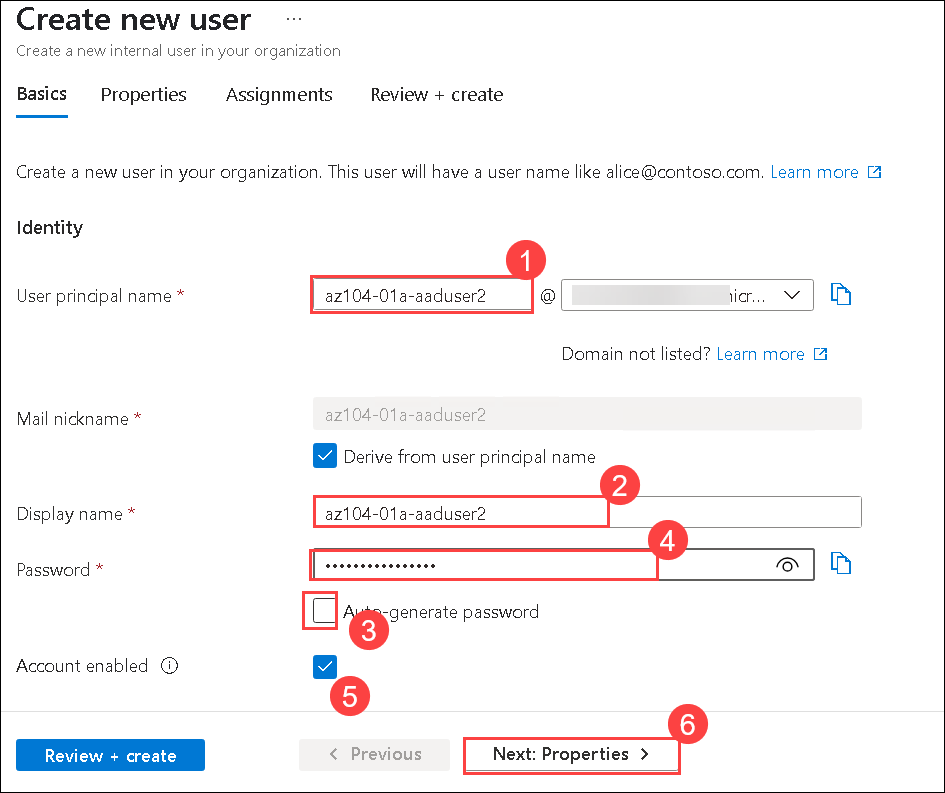 Create new user ...
Create a new internal user in your organization
Basics Properties Assignments Review + create
Create a new user in your organization. This user will have a user name like alice@contoso.com. Learn more
Identity
1
User principal name * az104-01a-aaduser2 @ icr...
Domain not listed? Learn more
Mail nickname * az104-01a-aaduser2
Derive from user principal name
2
Display name * az104-01a-aaduser2
4
Password * ••••••••••••••••
Auto-generate password
3
Account enabled
5
6
Review + create < Previous Next: Properties >